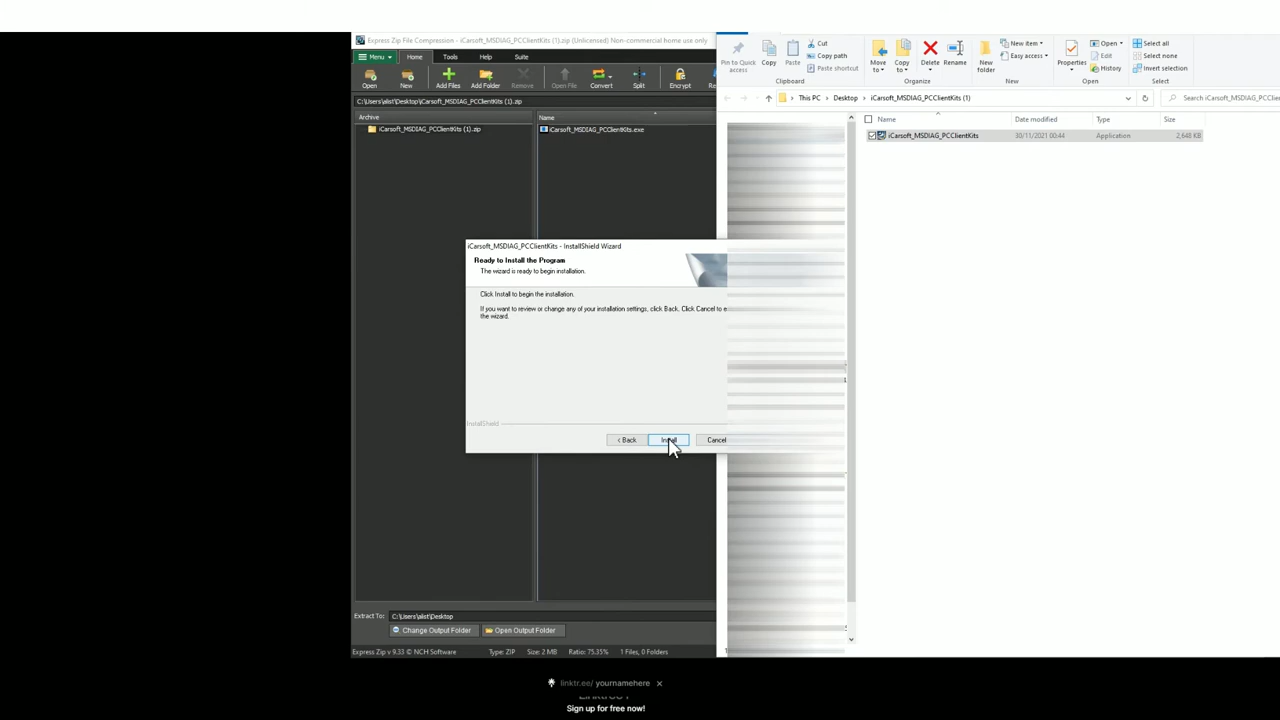 Express Zip File Compression - iCarsoft_MSDIAG_PCClientKits (1).zip (Unlicensed) Non-commercial home use only
Menu Home Tools Help Suite
Open New Add Files Add Folder Remove Open File Convert Split Encrypt
C:\Users\alist\Desktop\iCarsoft_MSDIAG_PCClientKits (1).zip
Archive Name
iCarsoft_MSDIAG_PCClientKits (1).zip iCarsoft_MSDIAG_PCClientKits.exe
Pin to Quick access Copy Paste
Cut
Copy path
Paste shortcut
Clipboard
Move to Copy to Delete Rename
Organize
New folder
New item
Easy access
New
Properties
Open
Edit
History
Open
Select all
Select none
Invert selection
Select
This PC Desktop iCarsoft_MSDIAG_PCClientKits (1)
Search iCarsoft_MSDIAG_PCClientKits
Name Date modified Type Size
iCarsoft_MSDIAG_PCClientKits 30/11/2021 00:44 Application 2,648 KB
iCarsoft_MSDIAG_PCClientKits - InstallShield Wizard
Ready to Install the Program
The wizard is ready to begin installation.
Click Install to begin the installation.
If you want to review or change any of your installation settings, click Back. Click Cancel to
the wizard.
InstallShield
< Back Install Cancel
Extract To: C:\Users\alist\Desktop
Change Output Folder Open Output Folder
Express Zip v 9.33 © NCH Software Type: ZIP Size: 2 MB Ratio: 75.35% 1 Files, 0 Folders
linktr.ee/ yournamehere ×
Sign up for free now!